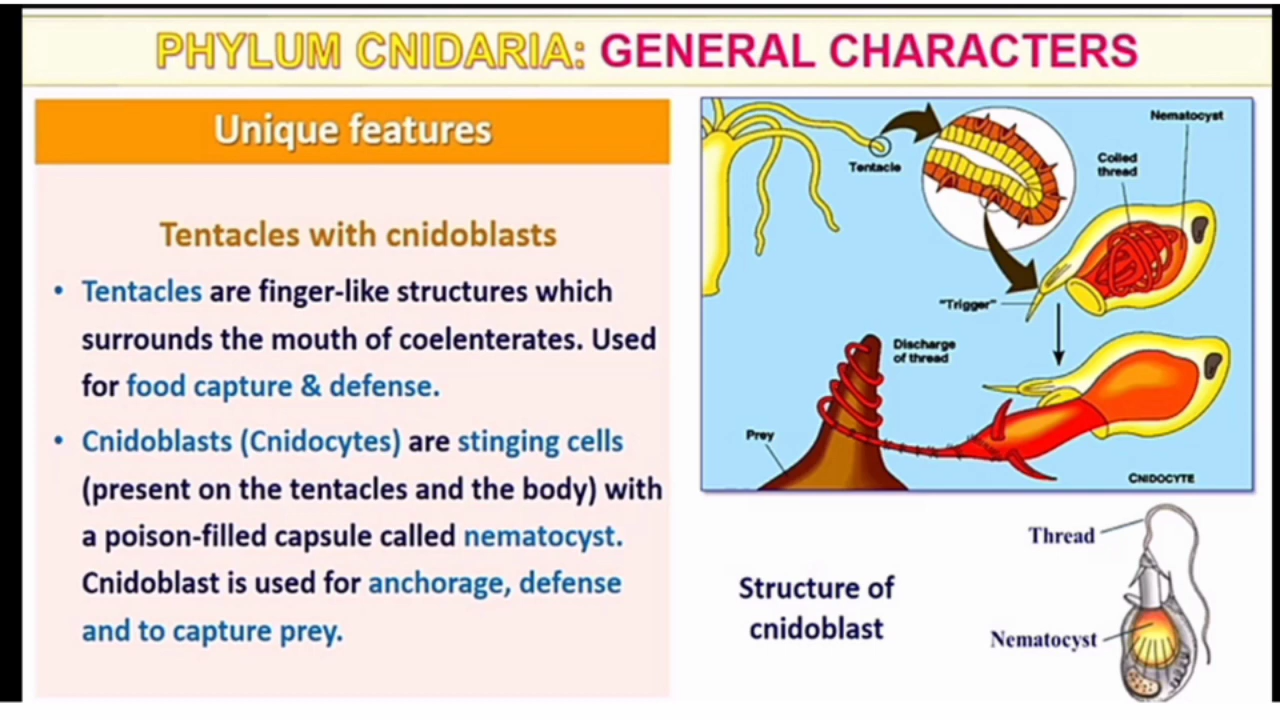 PHYLUM CNIDARIA: GENERAL CHARACTERS
Unique features
Tentacles with cnidoblasts
• Tentacles are finger-like structures which
surrounds the mouth of coelenterates. Used
for food capture & defense.
• Cnidoblasts (Cnidocytes) are stinging cells
(present on the tentacles and the body) with
a poison-filled capsule called nematocyst.
Cnidoblast is used for anchorage, defense
and to capture prey.
Nematocyst
Coiled
thread
Tentacle
"Trigger"
Discharge
of thread
Prey
CNIDOCYTE
Thread
Structure of
cnidoblast
Nematocyst